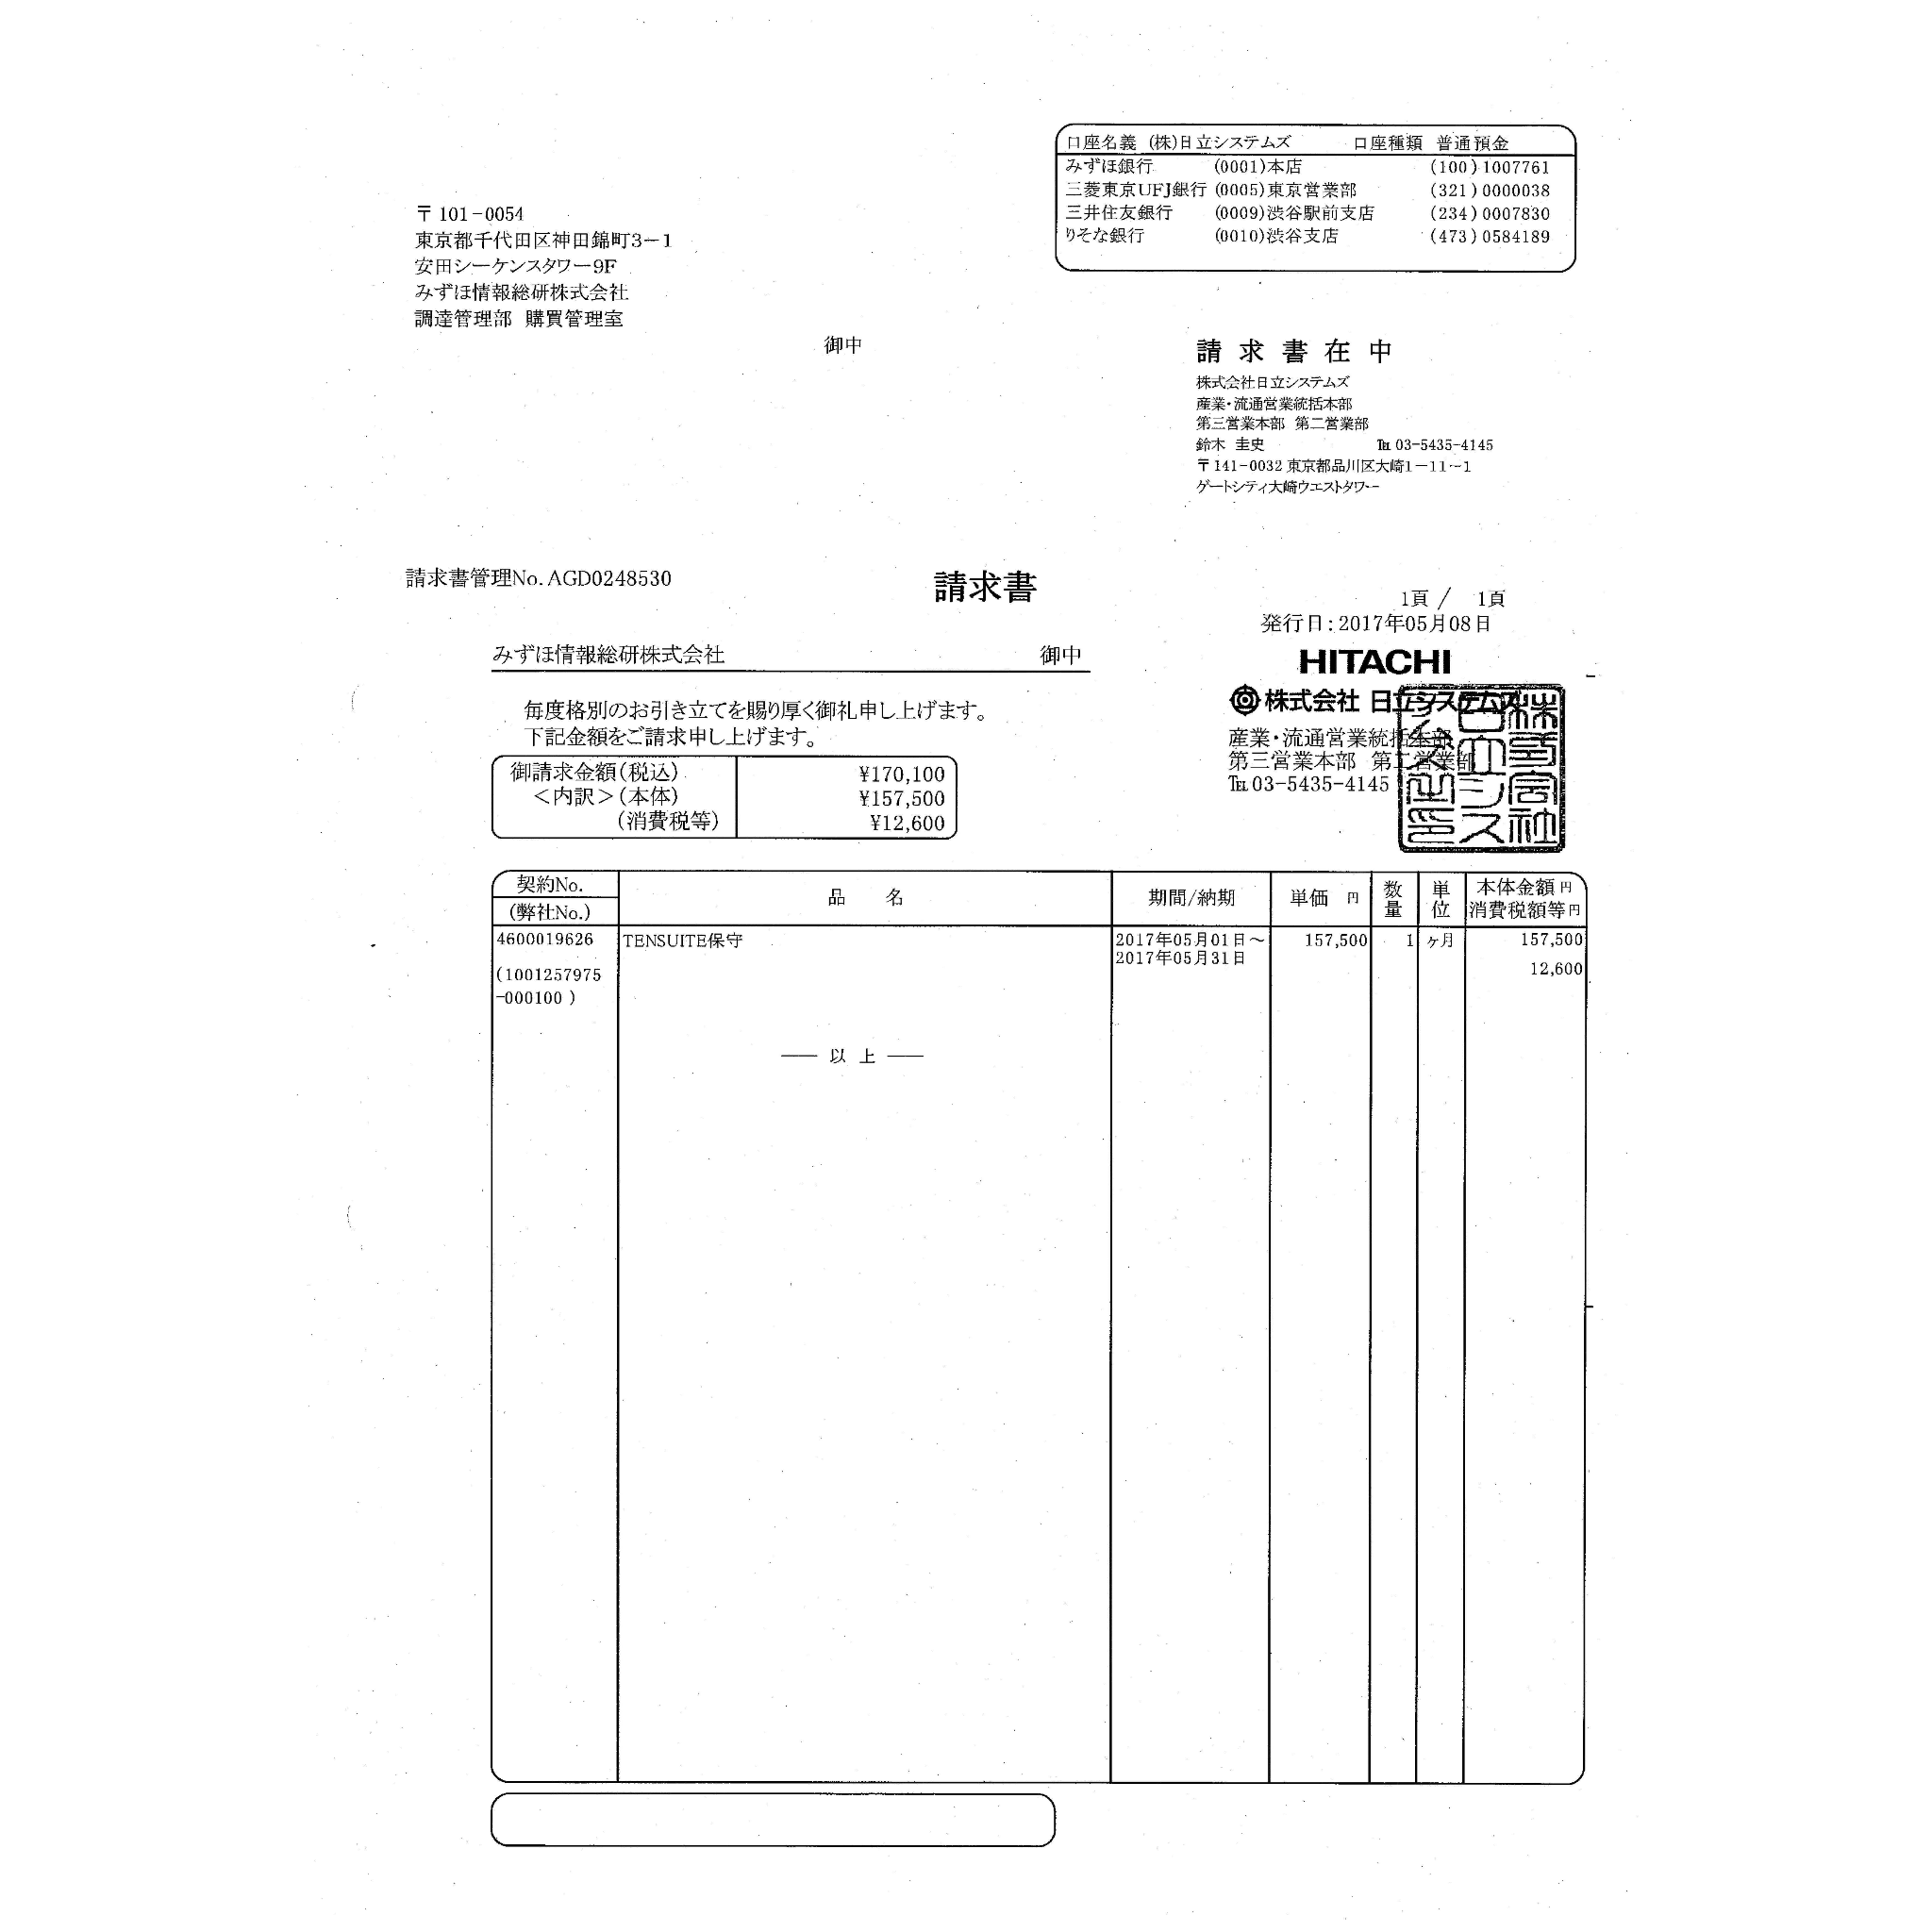 口座名義 (株)日立システムズ 口座種類 普通預金
みずほ銀行 (0001)本店 (100)1007761
三菱東京UFJ銀行 (0005)東京営業部 (321)0000038
三井住友銀行 (0009)渋谷駅前支店 (234)0007830
りそな銀行 (0010)渋谷支店 (473)0584189
〒101-0054
東京都千代田区神田錦町3-1
安田シーケンスタワー9F
みずほ情報総研株式会社
調達管理部 購買管理室
御中
請求書在中
株式会社日立システムズ
産業・流通営業統括本部
第三営業本部 第二営業部
鈴木 圭史 ℡03-5435-4145
〒141-0032 東京都品川区大崎1-11-1
ゲートシティ大崎ウエストタワー
請求書管理No.AGD0248530
請求書
1頁 / 1頁
発行日:2017年05月08日
みずほ情報総研株式会社 御中
HITACHI
株式会社 日立システムズ
産業・流通営業統括本部
第三営業本部 第二営業部
℡03-5435-4145
毎度格別のお引き立てを賜り厚く御礼申し上げます。
下記金額をご請求申し上げます。
御請求金額(税込) ¥170,100
<内訳>(本体) ¥157,500
(消費税等) ¥12,600
契約No. (弊社No.) 品 名 期間/納期 単価 円 数量 単位 本体金額円 消費税額等円
4600019626 TENSUITE保守 2017年05月01日~ 157,500 1 ヶ月 157,500
2017年05月31日
(1001257975 12,600
-000100 )
―― 以 上 ――